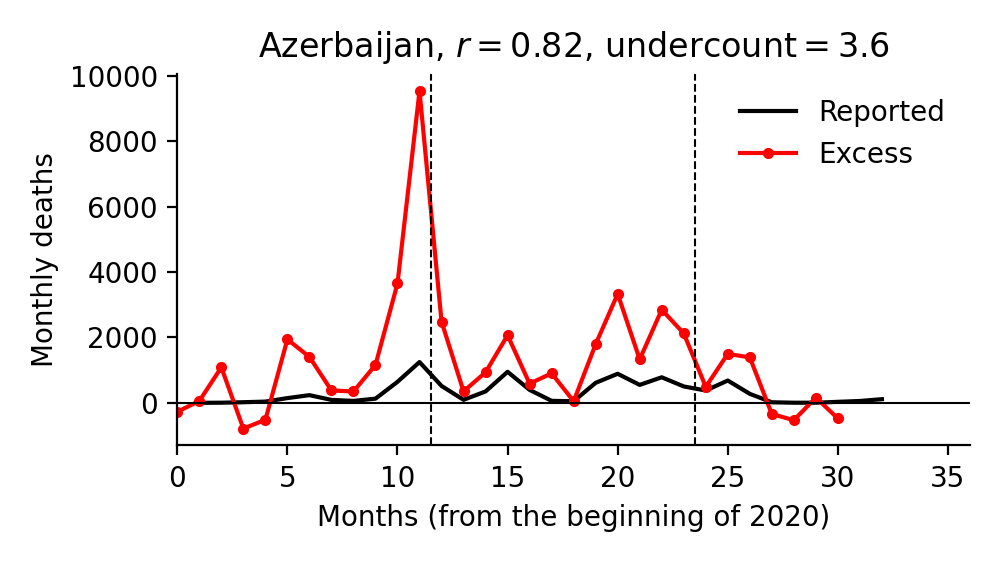 Azerbaijan, r = 0.82, undercount = 3.6
Monthly deaths
10000
8000
6000
4000
2000
0
Reported
Excess
0 5 10 15 20 25 30 35
Months (from the beginning of 2020)